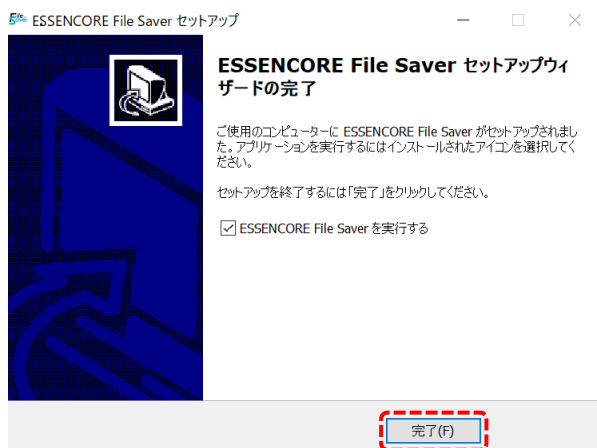 ESSENCORE File Saver セットアップ
ESSENCORE File Saver セットアップウィ
ザードの完了
ご使用のコンピューターに ESSENCORE File Saver がセットアップされまし
た。アプリケーションを実行するにはインストールされたアイコンを選択してく
ださい。
セットアップを終了するには「完了」をクリックしてください。
ESSENCORE File Saver を実行する
完了(F)